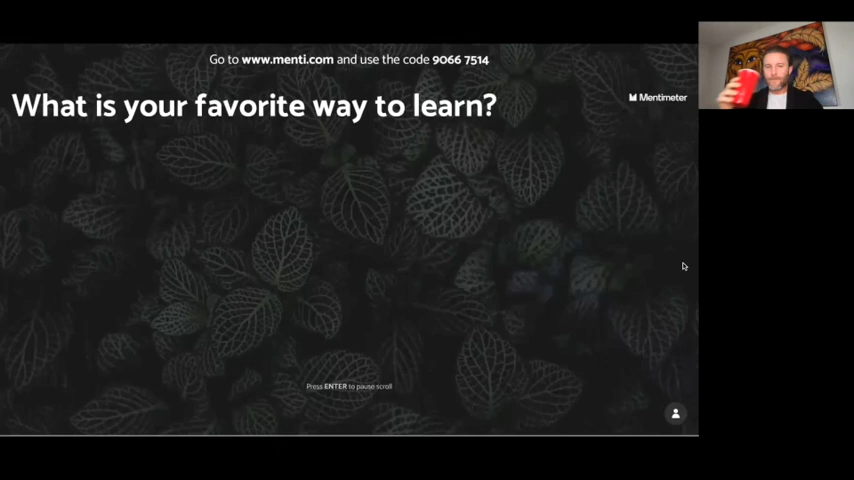 Go to www.menti.com and use the code 9066 7514
What is your favorite way to learn?
Mentimeter
Press ENTER to pause scroll